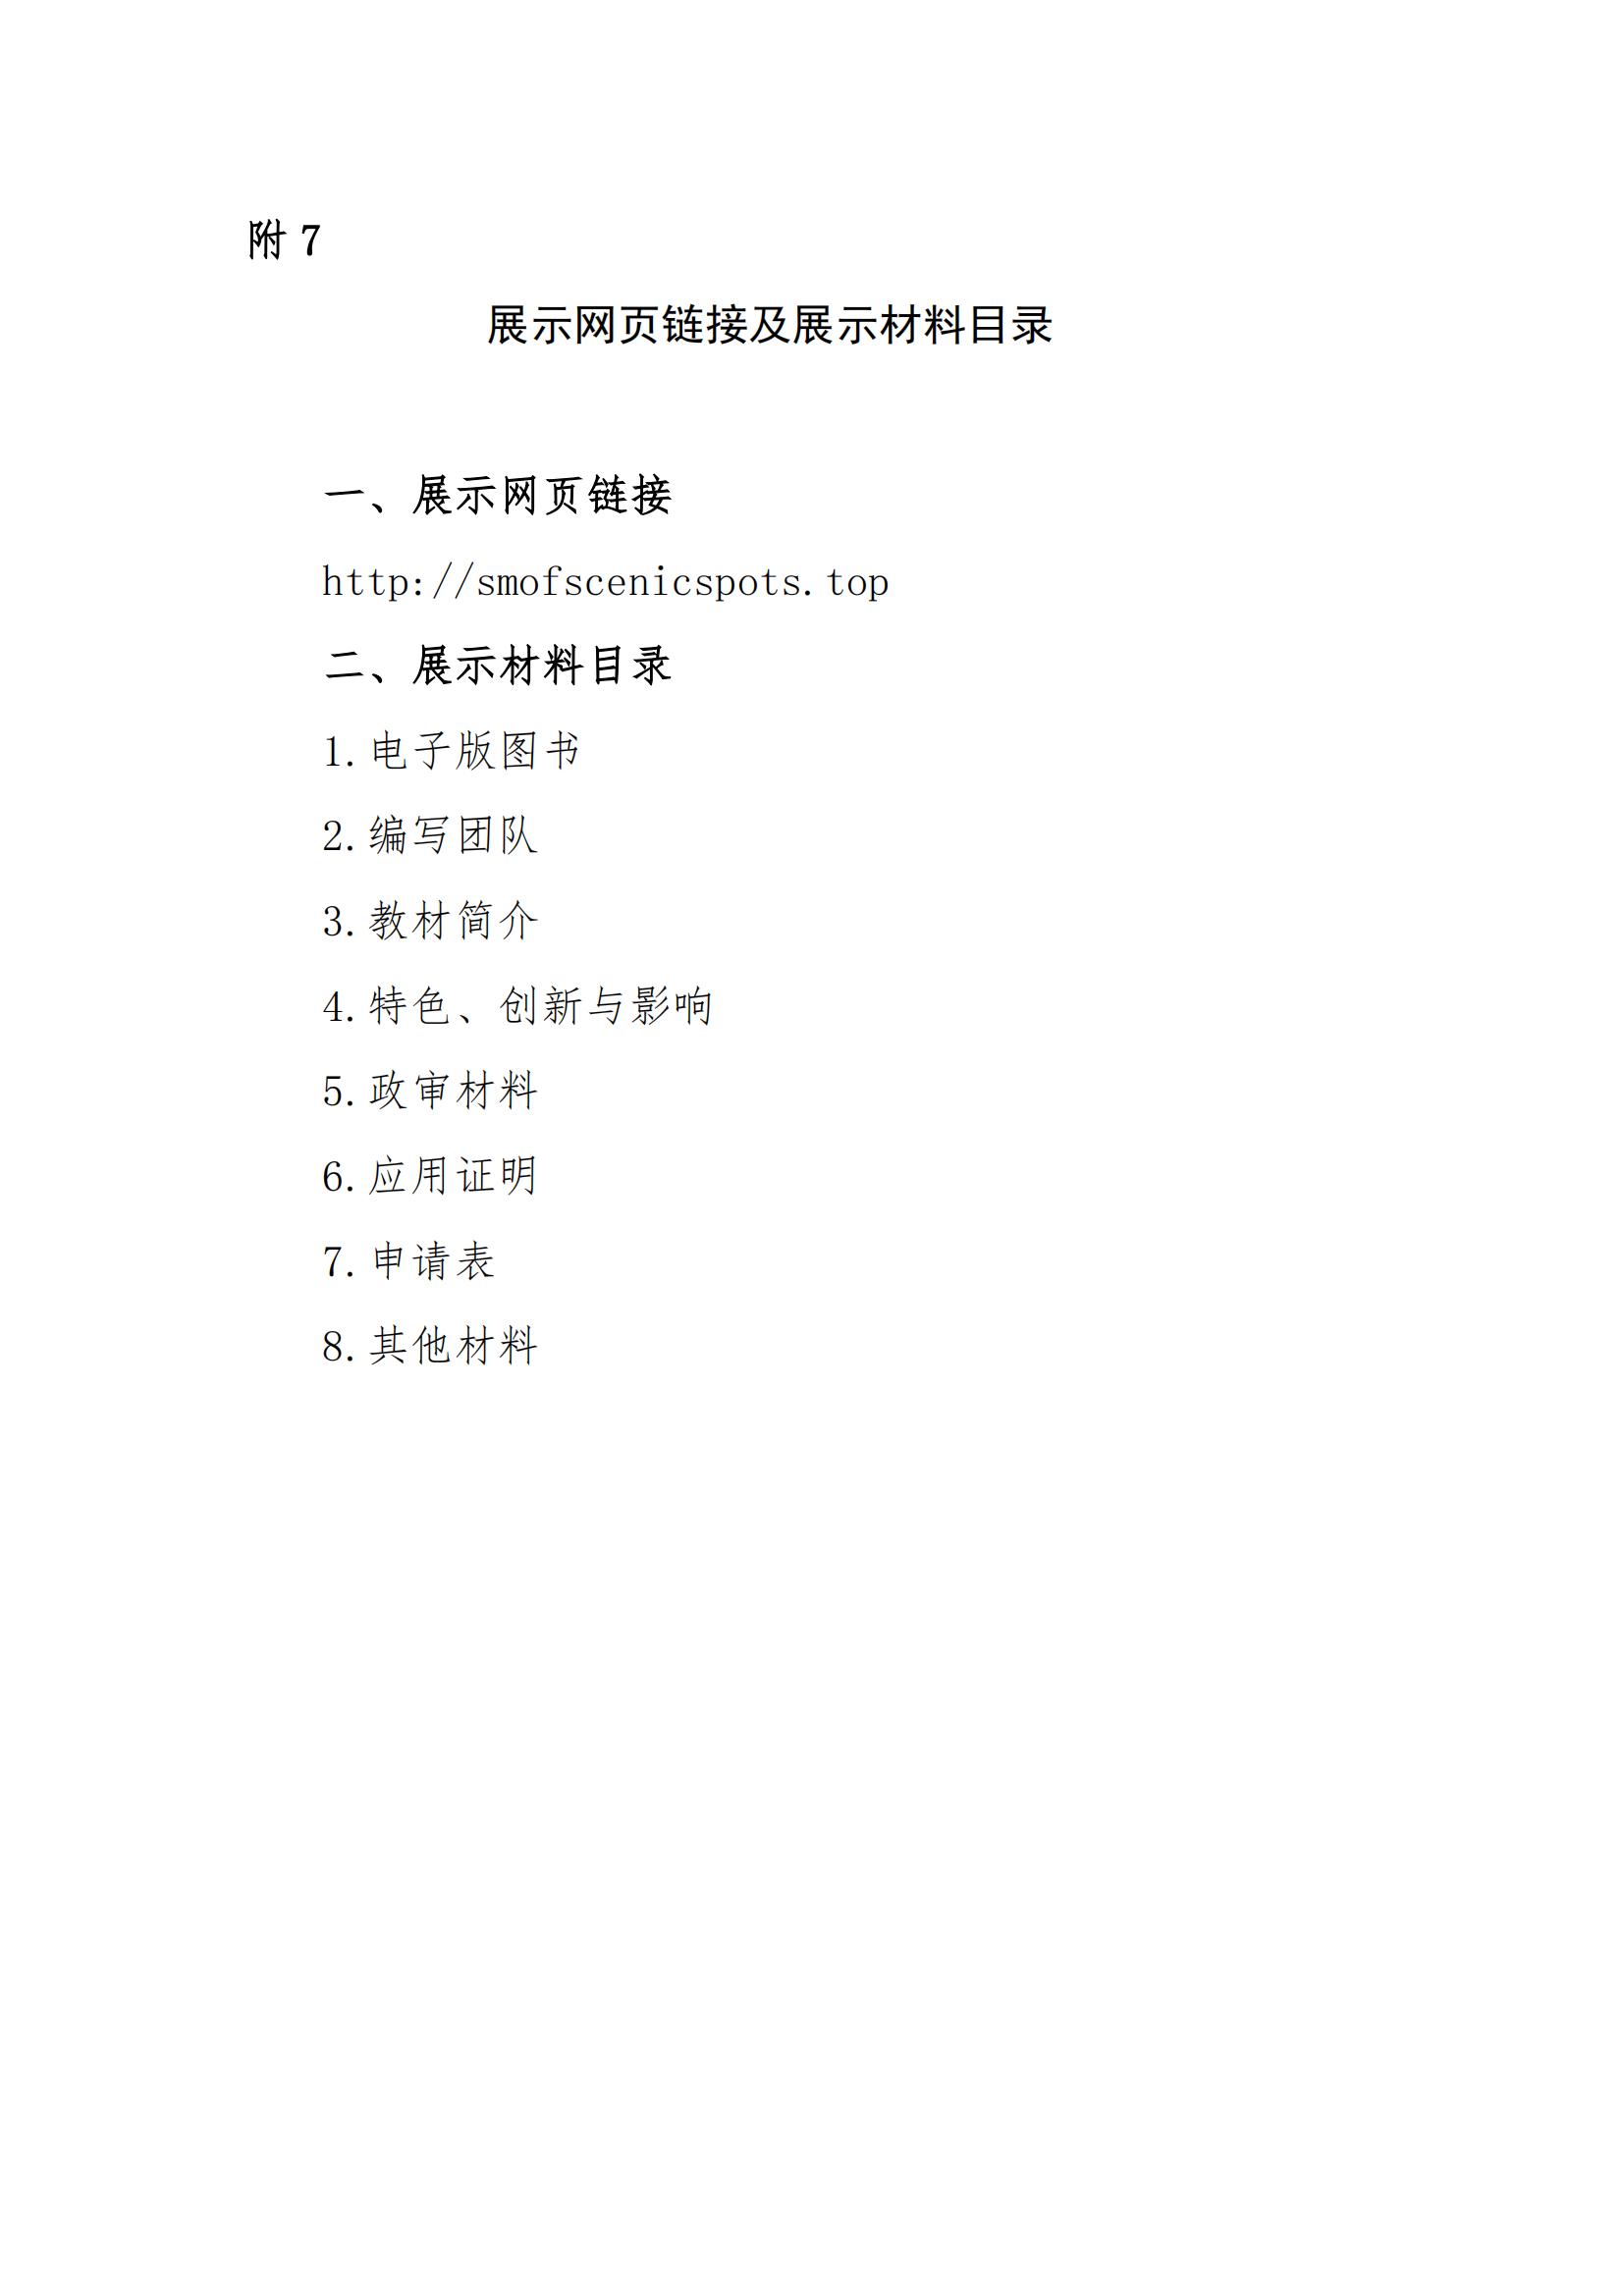 附 7
展示网页链接及展示材料目录
一、展示网页链接
http://smofscenicspots.top
二、展示材料目录
1.电子版图书
2.编写团队
3.教材简介
4.特色、创新与影响
5.政审材料
6.应用证明
7.申请表
8.其他材料